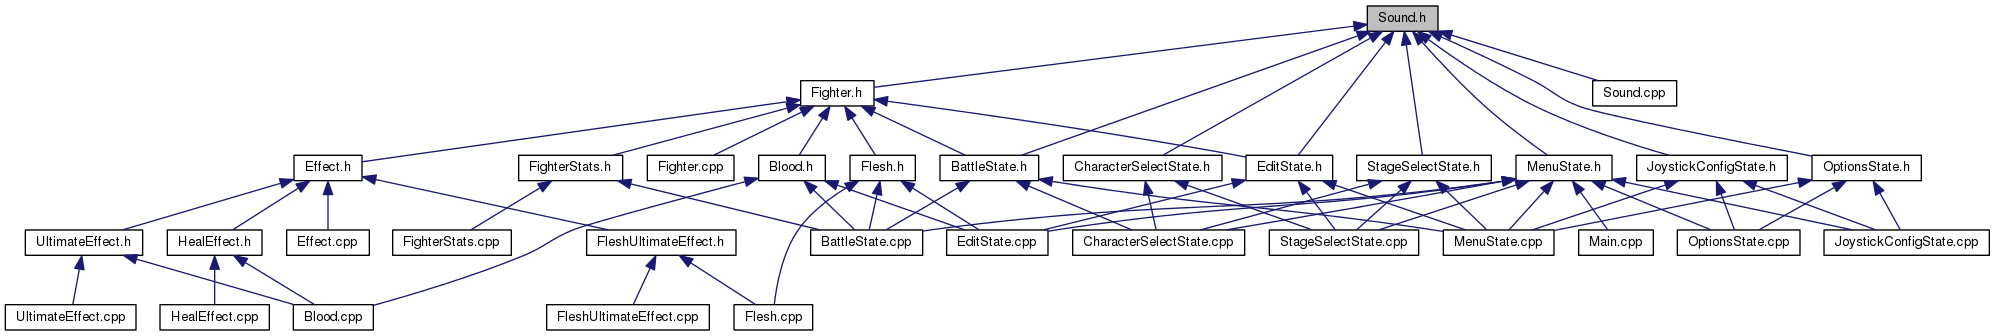 Sound.h
Fighter.h
Sound.cpp
Effect.h
FighterStats.h
Fighter.cpp
Blood.h
Flesh.h
BattleState.h
CharacterSelectState.h
EditState.h
StageSelectState.h
MenuState.h
JoystickConfigState.h
OptionsState.h
UltimateEffect.h
HealEffect.h
Effect.cpp
FighterStats.cpp
FleshUltimateEffect.h
BattleState.cpp
EditState.cpp
CharacterSelectState.cpp
StageSelectState.cpp
MenuState.cpp
Main.cpp
OptionsState.cpp
JoystickConfigState.cpp
UltimateEffect.cpp
HealEffect.cpp
Blood.cpp
FleshUltimateEffect.cpp
Flesh.cpp